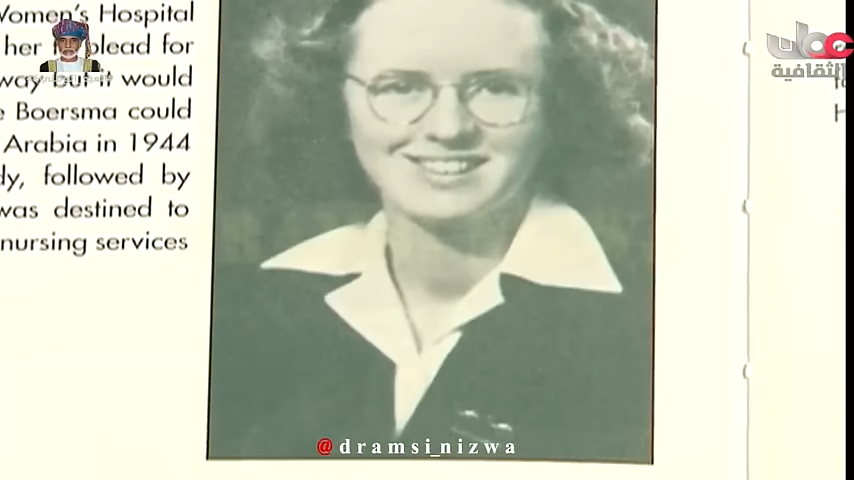 Women's Hospital
her plead for
way but it would
Boersma could
Arabia in 1944
followed by
was destined to
nursing services
عمان
الثقافية
@dramsi_nizwa